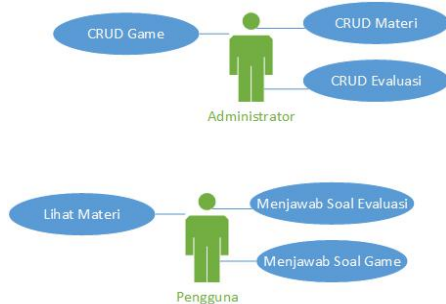 CRUD Materi
CRUD Game
CRUD Evaluasi
Administrator
Menjawab Soal Evaluasi
Lihat Materi
Menjawab Soal Game
Pengguna